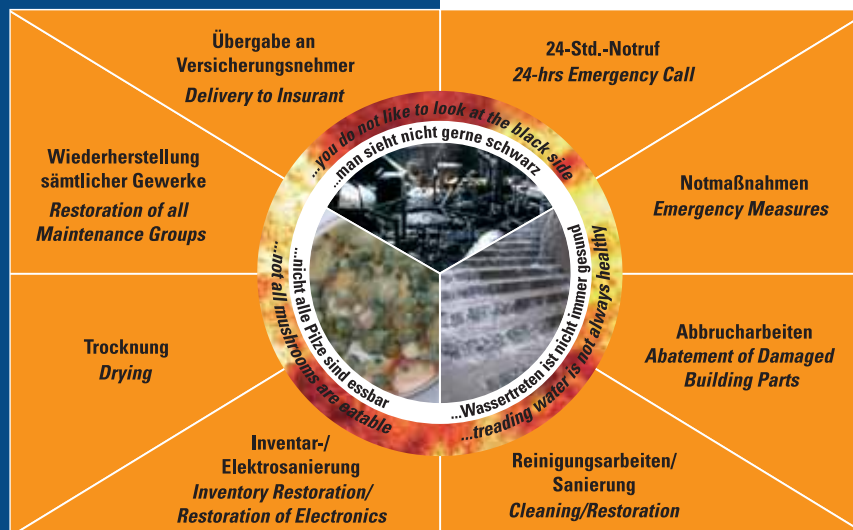 24-Std.-Notruf
24-hrs Emergency Call
Notmaßnahmen
Emergency Measures
Abbrucharbeiten
Abatement of Damaged
Building Parts
Reinigungsarbeiten/
Sanierung
Cleaning/Restoration
Inventar-/
Elektrosanierung
Inventory Restoration/
Restoration of Electronics
Trocknung
Drying
Wiederherstellung
sämtlicher Gewerke
Restoration of all
Maintenance Groups
Übergabe an
Versicherungsnehmer
Delivery to Insurant
...you do not like to look at the black side
...man sieht nicht gerne schwarz
...Wassertreten ist nicht immer gesund
...treading water is not always healthy
...nicht alle Pilze sind essbar
...not all mushrooms are eatable